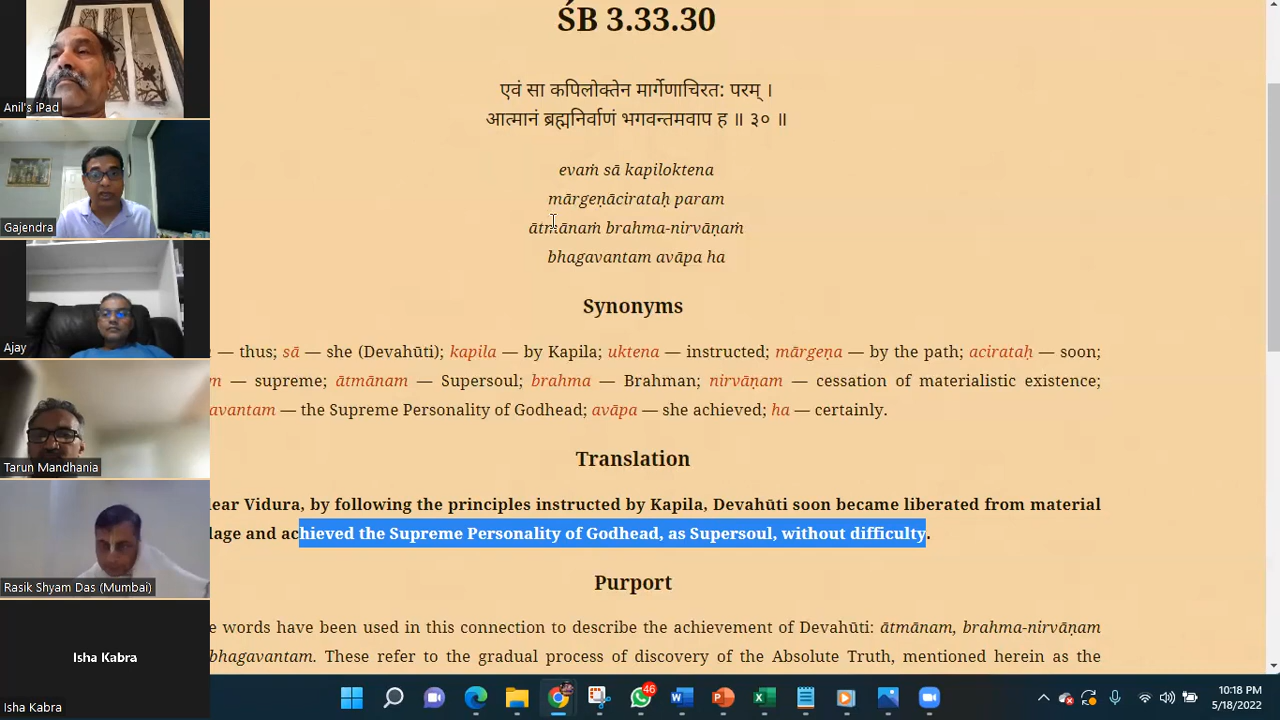 ŚB 3.33.30
एवं सा कपिलोक्तेन मार्गेणाचिरत: परम् ।
आत्मानं ब्रह्मनिर्वाणं भगवन्तमवाप ह ॥ ३० ॥
evaṁ sā kapiloktena
mārgeṇācirataḥ param
ātmānaṁ brahma-nirvāṇaṁ
bhagavantam avāpa ha
Synonyms
— thus; sā — she (Devahūti); kapila — by Kapila; uktena — instructed; mārgeṇa — by the path; acirataḥ — soon;
m — supreme; ātmānam — Supersoul; brahma — Brahman; nirvāṇam — cessation of materialistic existence;
avantam — the Supreme Personality of Godhead; avāpa — she achieved; ha — certainly.
Translation
ear Vidura, by following the principles instructed by Kapila, Devahūti soon became liberated from material
lage and achieved the Supreme Personality of Godhead, as Supersoul, without difficulty.
Purport
e words have been used in this connection to describe the achievement of Devahūti: ātmānam, brahma-nirvāṇam
bhagavantam. These refer to the gradual process of discovery of the Absolute Truth, mentioned herein as the
Anil's iPad
Gajendra
Ajay
Tarun Mandhania
Rasik Shyam Das (Mumbai)
Isha Kabra
Isha Kabra
46
10:18 PM
5/18/2022